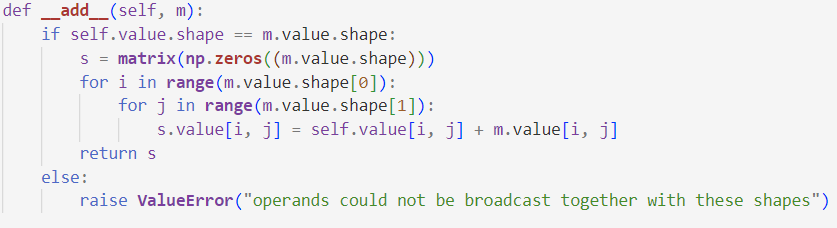 def __add__(self, m):
    if self.value.shape == m.value.shape:
        s = matrix(np.zeros((m.value.shape)))
        for i in range(m.value.shape[0]):
            for j in range(m.value.shape[1]):
                s.value[i, j] = self.value[i, j] + m.value[i, j]
        return s
    else:
        raise ValueError("operands could not be broadcast together with these shapes")